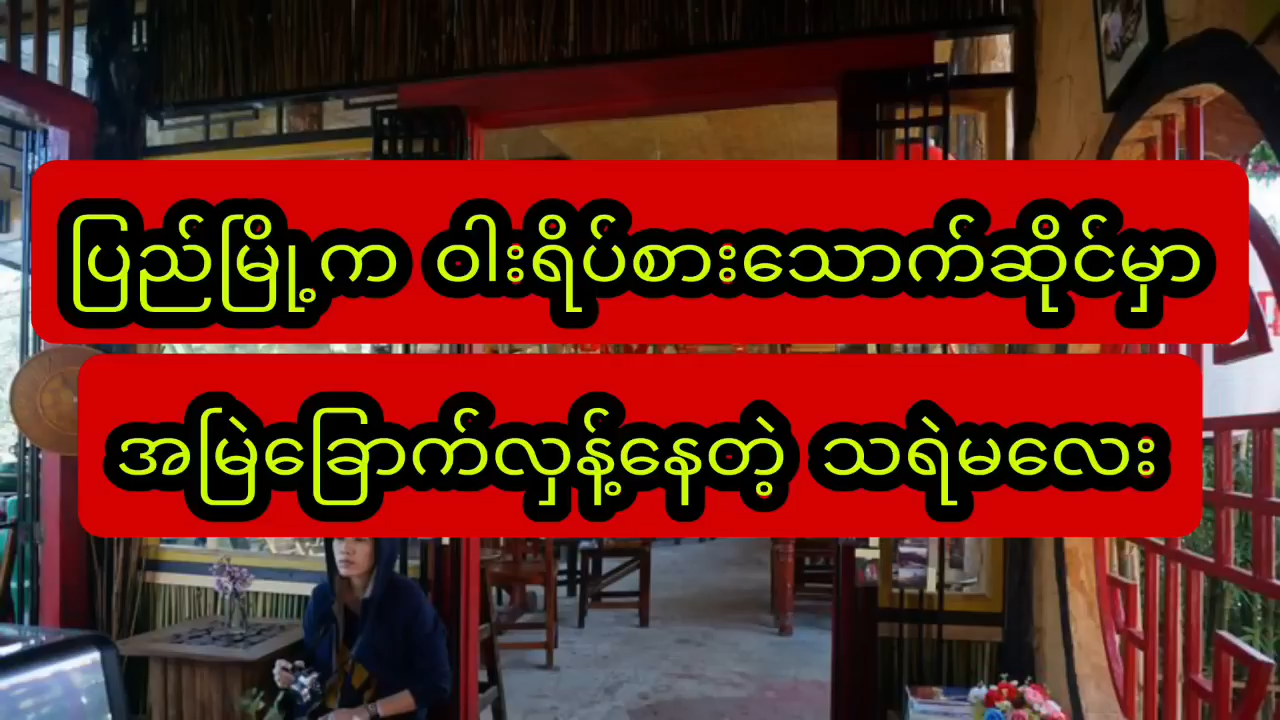 ပြည်မြို့က ဝါးရိပ်စားသောက်ဆိုင်မှာ
အမြဲခြောက်လှန့်နေတဲ့ သရဲမလေး